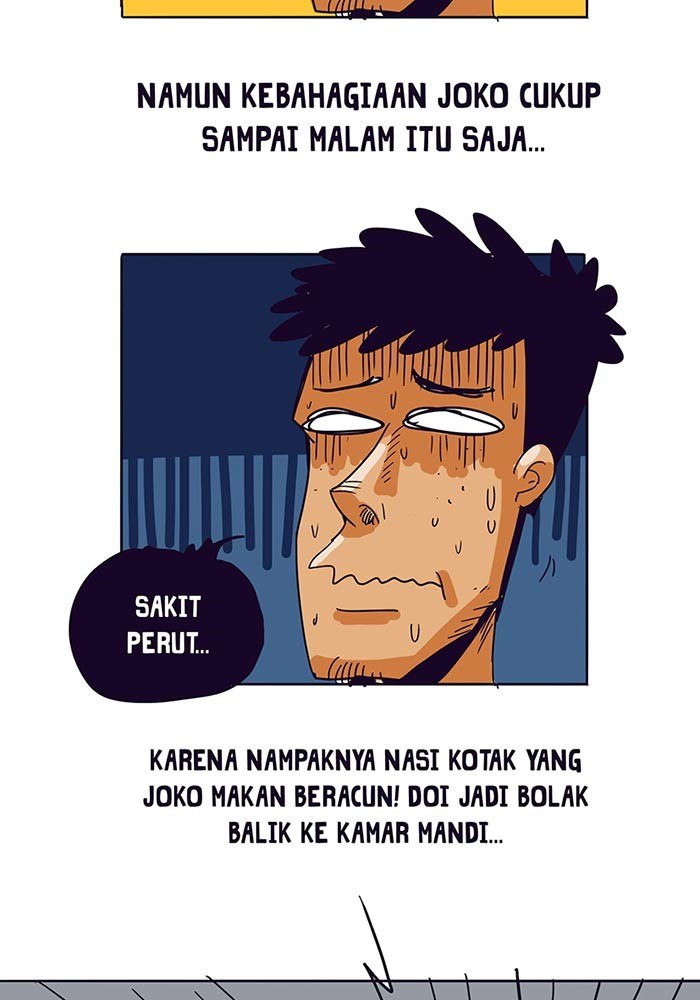 NAMUN KEBAHAGIAAN JOKO CUKUP
SAMPAI MALAM ITU SAJA...
SAKIT
PERUT...
KARENA NAMPAKNYA NASI KOTAK YANG
JOKO MAKAN BERACUN! DOI JADI BOLAK
BALIK KE KAMAR MANDI...